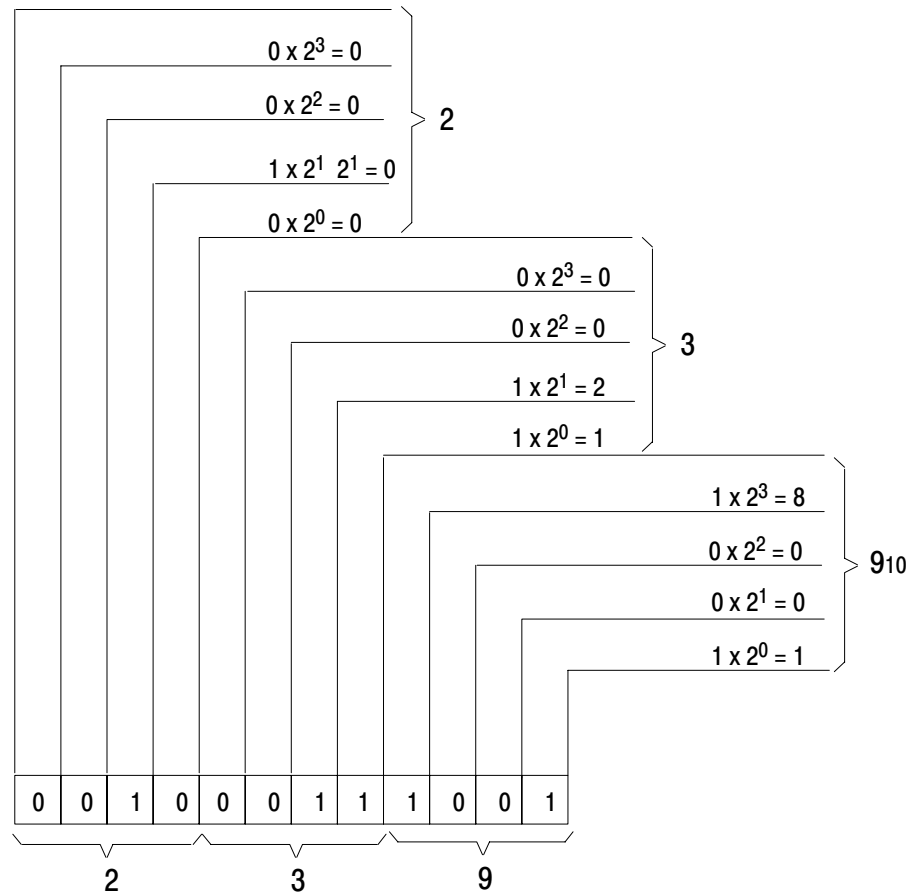 0 x 2³ = 0
0 x 2² = 0
2
1 x 2¹ 2¹ = 0
0 x 2⁰ = 0
0 x 2³ = 0
0 x 2² = 0
3
1 x 2¹ = 2
1 x 2⁰ = 1
1 x 2³ = 8
0 x 2² = 0
9₁₀
0 x 2¹ = 0
1 x 2⁰ = 1
0 0 1 0 0 0 1 1 1 0 0 1
2 3 9